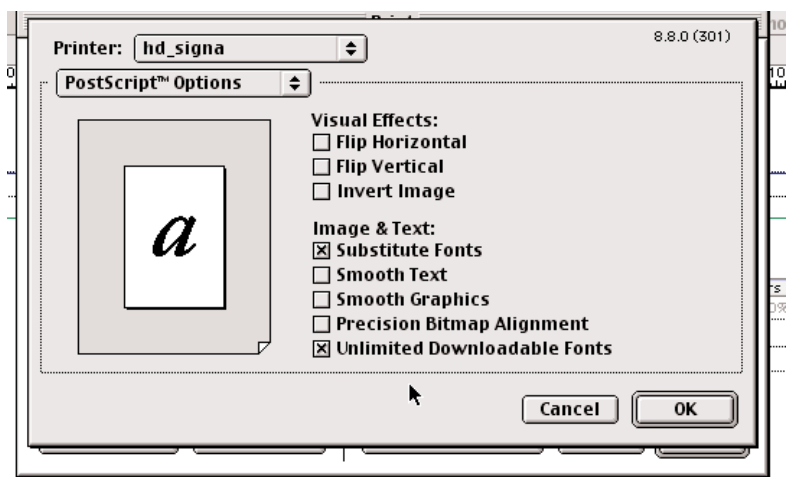 Printer: hd_signa
8.8.0 (301)
PostScript™ Options
Visual Effects:
Flip Horizontal
Flip Vertical
Invert Image
a
Image & Text:
Substitute Fonts
Smooth Text
Smooth Graphics
Precision Bitmap Alignment
Unlimited Downloadable Fonts
Cancel
OK